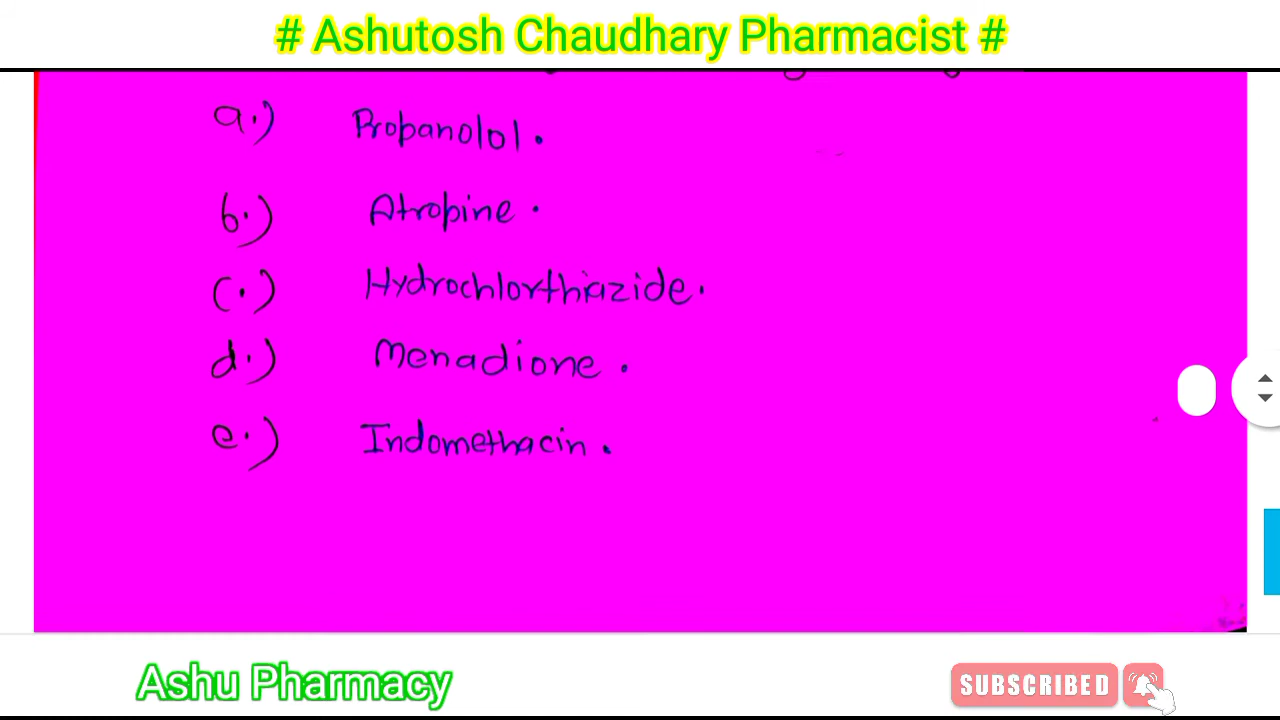 # Ashutosh Chaudhary Pharmacist #
a.) Propanolol.
b.) Atropine.
c.) Hydrochlorthiazide.
d.) Menadione.
e.) Indomethacin.
Ashu Pharmacy
SUBSCRIBED